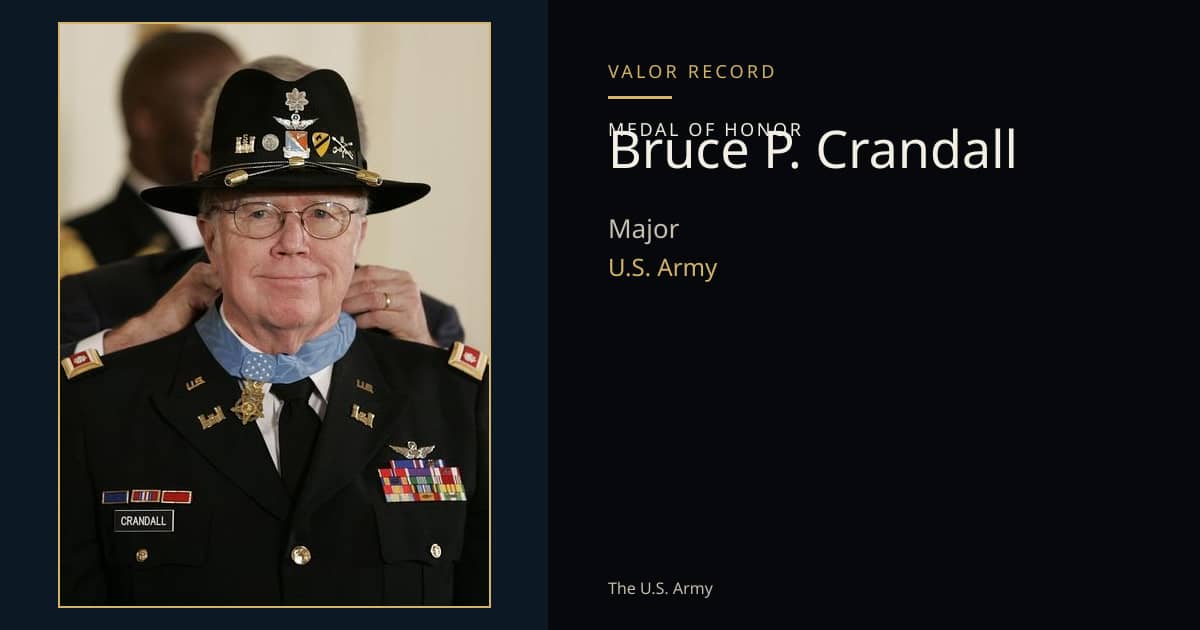 VALOR RECORD
MEDAL OF HONOR
Bruce P. Crandall
Major
U.S. Army
U.S.
U.S.
CRANDALL
The U.S. Army